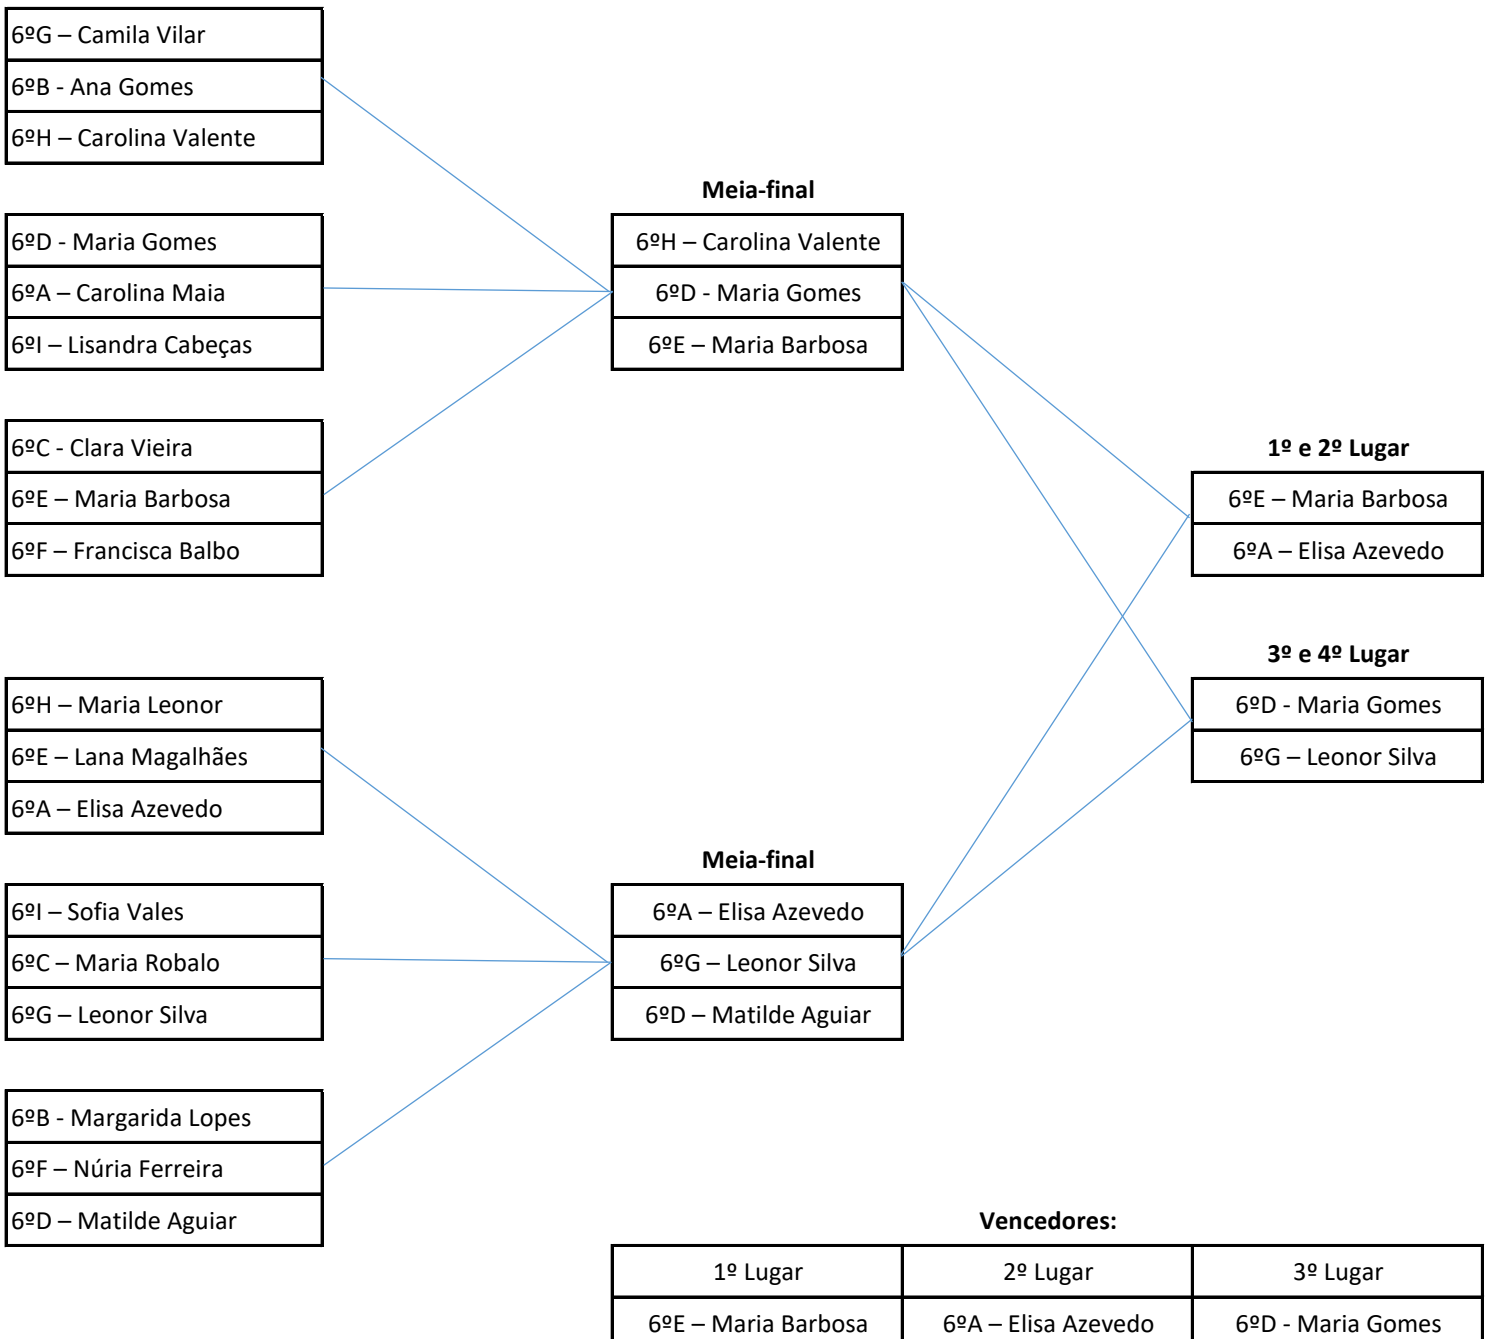 6ºG – Camila Vilar
6ºB - Ana Gomes
6ºH – Carolina Valente
6ºD - Maria Gomes
6ºA – Carolina Maia
6ºI – Lisandra Cabeças
6ºC - Clara Vieira
6ºE – Maria Barbosa
6ºF – Francisca Balbo
Meia-final
6ºH – Carolina Valente
6ºD - Maria Gomes
6ºE – Maria Barbosa
6ºH – Maria Leonor
6ºE – Lana Magalhães
6ºA – Elisa Azevedo
6ºI – Sofia Vales
6ºC – Maria Robalo
6ºG – Leonor Silva
6ºB - Margarida Lopes
6ºF – Núria Ferreira
6ºD – Matilde Aguiar
Meia-final
6ºA – Elisa Azevedo
6ºG – Leonor Silva
6ºD – Matilde Aguiar
1º e 2º Lugar
6ºE – Maria Barbosa
6ºA – Elisa Azevedo
3º e 4º Lugar
6ºD - Maria Gomes
6ºG – Leonor Silva
Vencedores:
1º Lugar 2º Lugar 3º Lugar
6ºE – Maria Barbosa 6ºA – Elisa Azevedo 6ºD - Maria Gomes